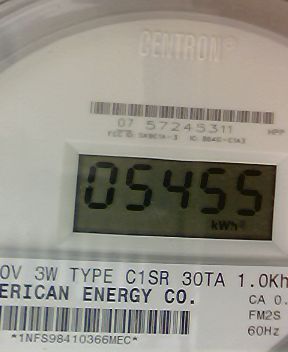 CENTRON®
07 57245311
HPP
05455
kWh
0V 3W TYPE C1SR 30TA 1.0Kh
ERICAN ENERGY CO.
CA 0.
FM2S
60Hz
*1NFS98410366MEC*